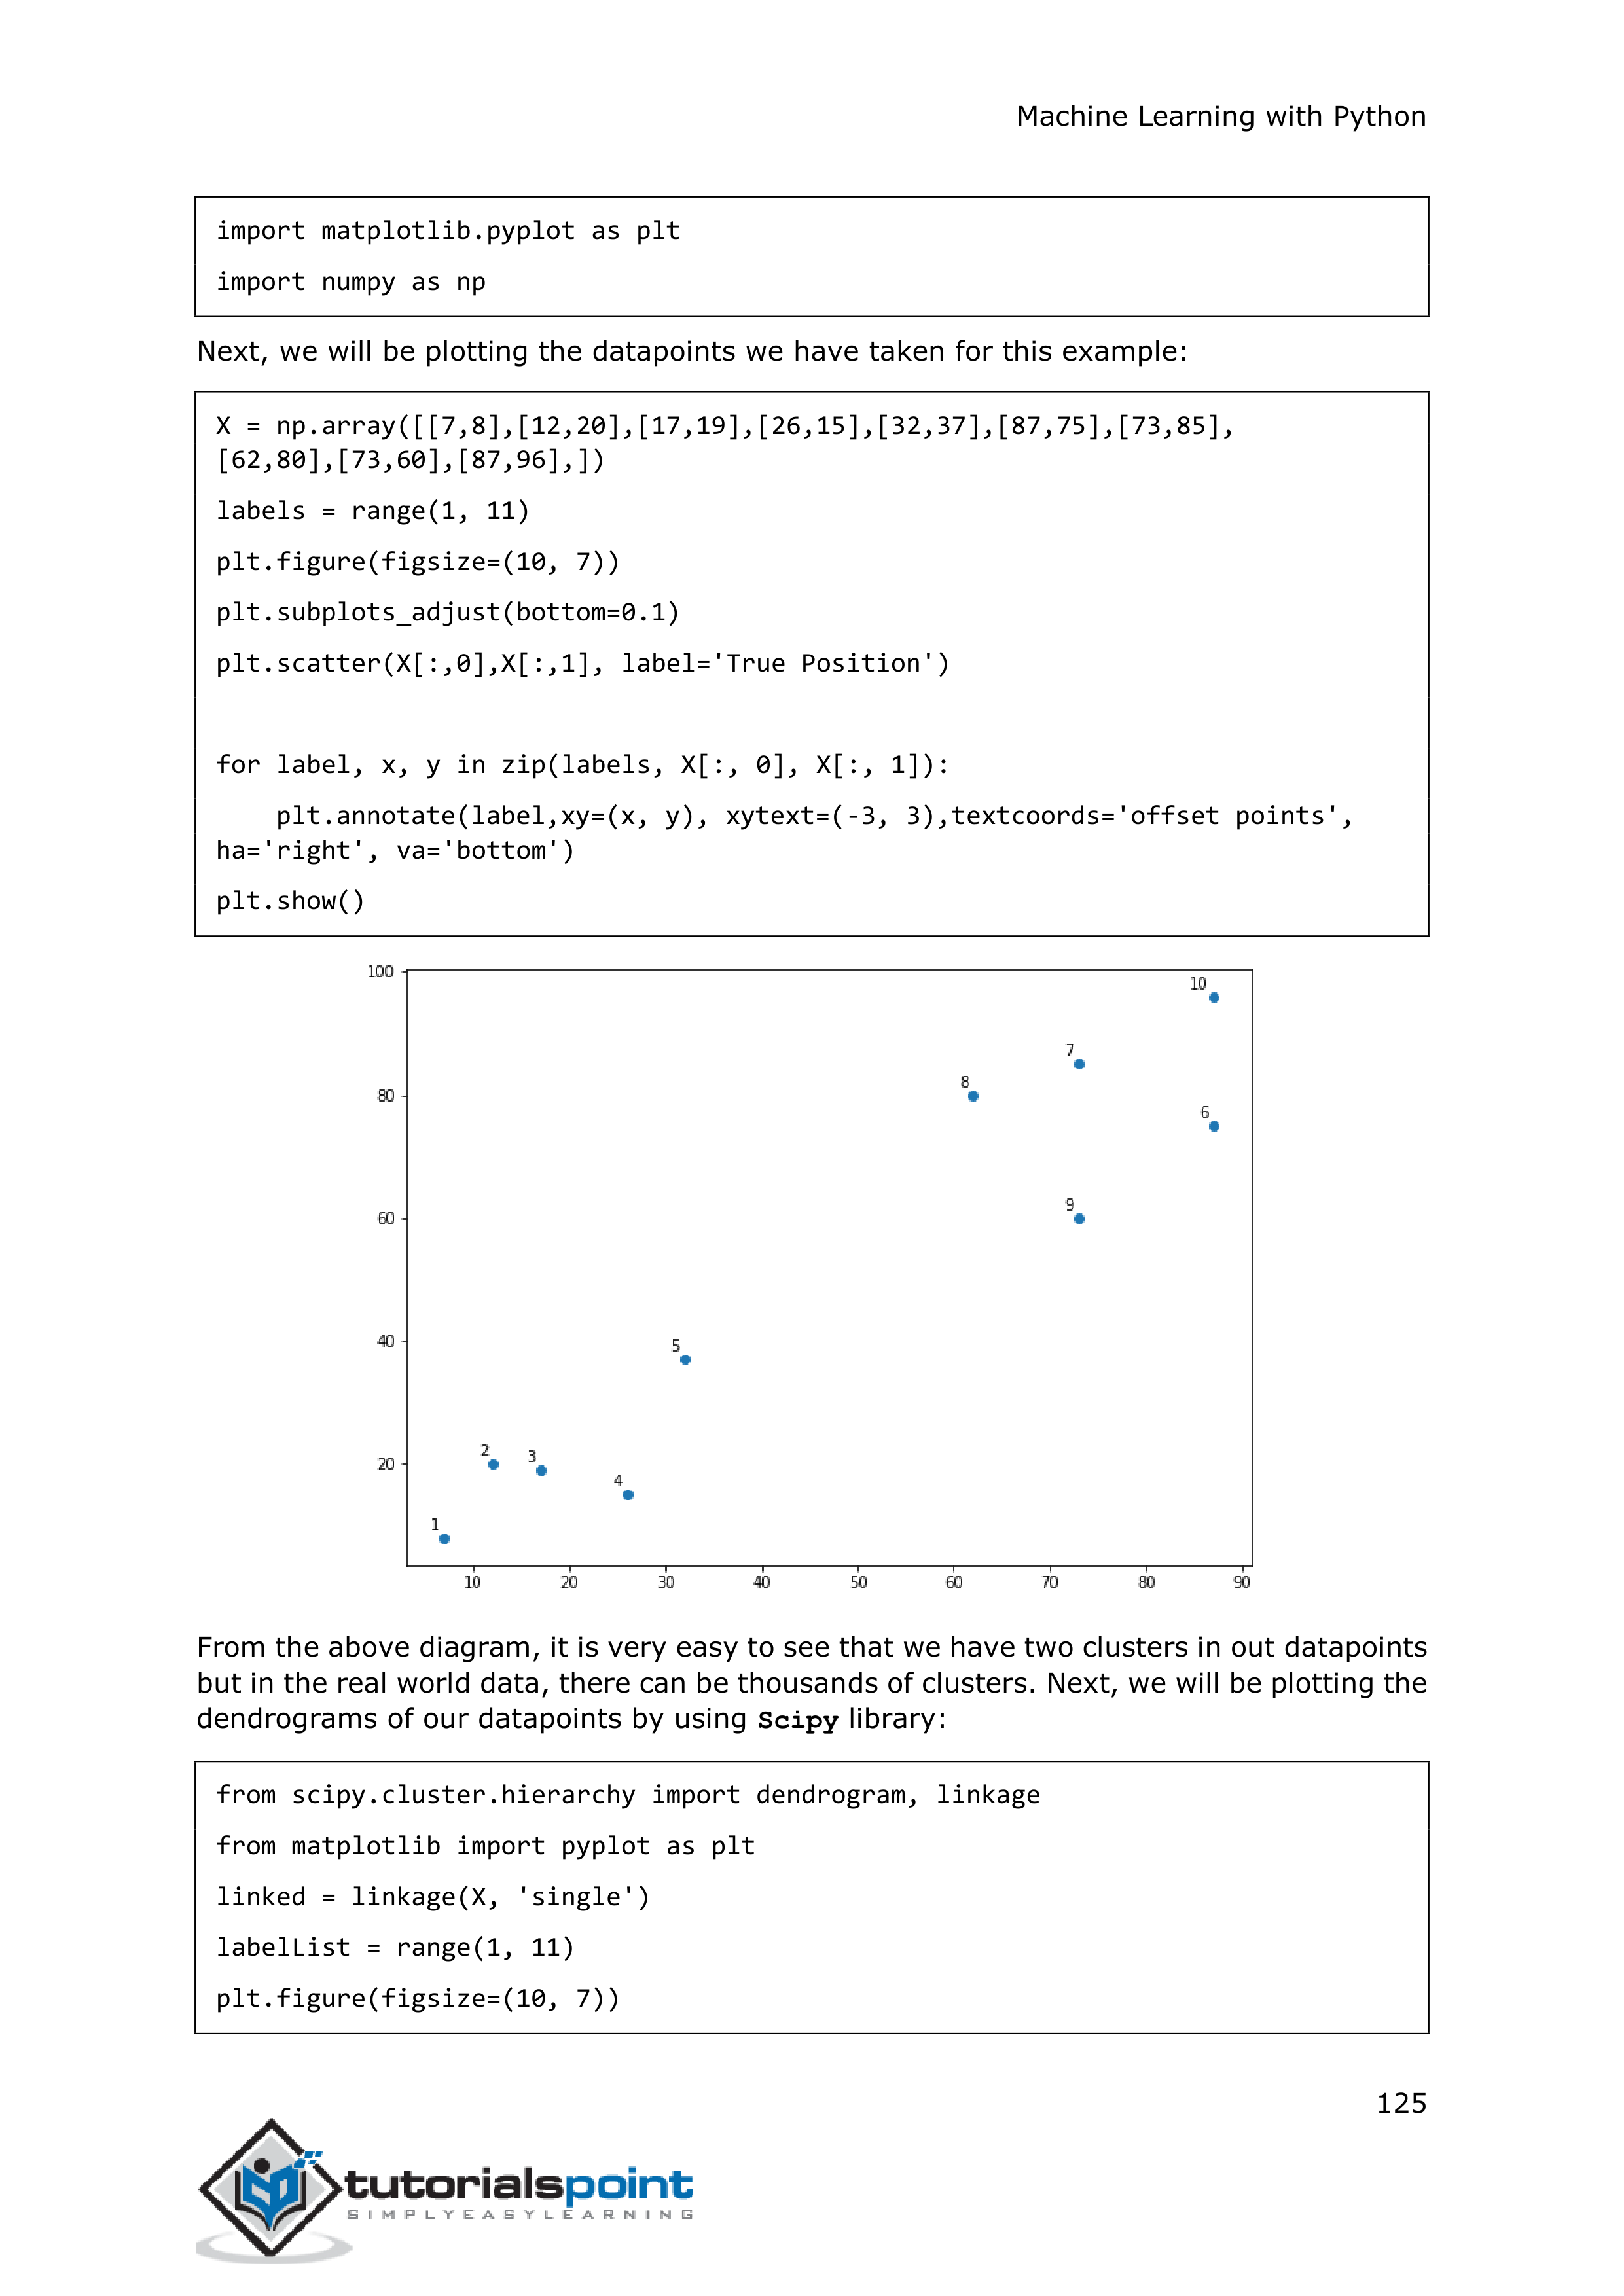 Machine Learning with Python
import matplotlib.pyplot as plt
import numpy as np
Next, we will be plotting the datapoints we have taken for this example:
X = np.array([[7,8],[12,20],[17,19],[26,15],[32,37],[87,75],[73,85],
[62,80],[73,60],[87,96],])
labels = range(1, 11)
plt.figure(figsize=(10, 7))
plt.subplots_adjust(bottom=0.1)
plt.scatter(X[:,0],X[:,1], label='True Position')
for label, x, y in zip(labels, X[:, 0], X[:, 1]):
    plt.annotate(label,xy=(x, y), xytext=(-3, 3),textcoords='offset points',
ha='right', va='bottom')
plt.show()
100
10
7
8
80
6
9
60
5
40
2
3
20
4
1
10 20 30 40 50 60 70 80 90
From the above diagram, it is very easy to see that we have two clusters in out datapoints
but in the real world data, there can be thousands of clusters. Next, we will be plotting the
dendrograms of our datapoints by using Scipy library:
from scipy.cluster.hierarchy import dendrogram, linkage
from matplotlib import pyplot as plt
linked = linkage(X, 'single')
labelList = range(1, 11)
plt.figure(figsize=(10, 7))
125
tutorialspoint
SIMPLYEASYLEARNING